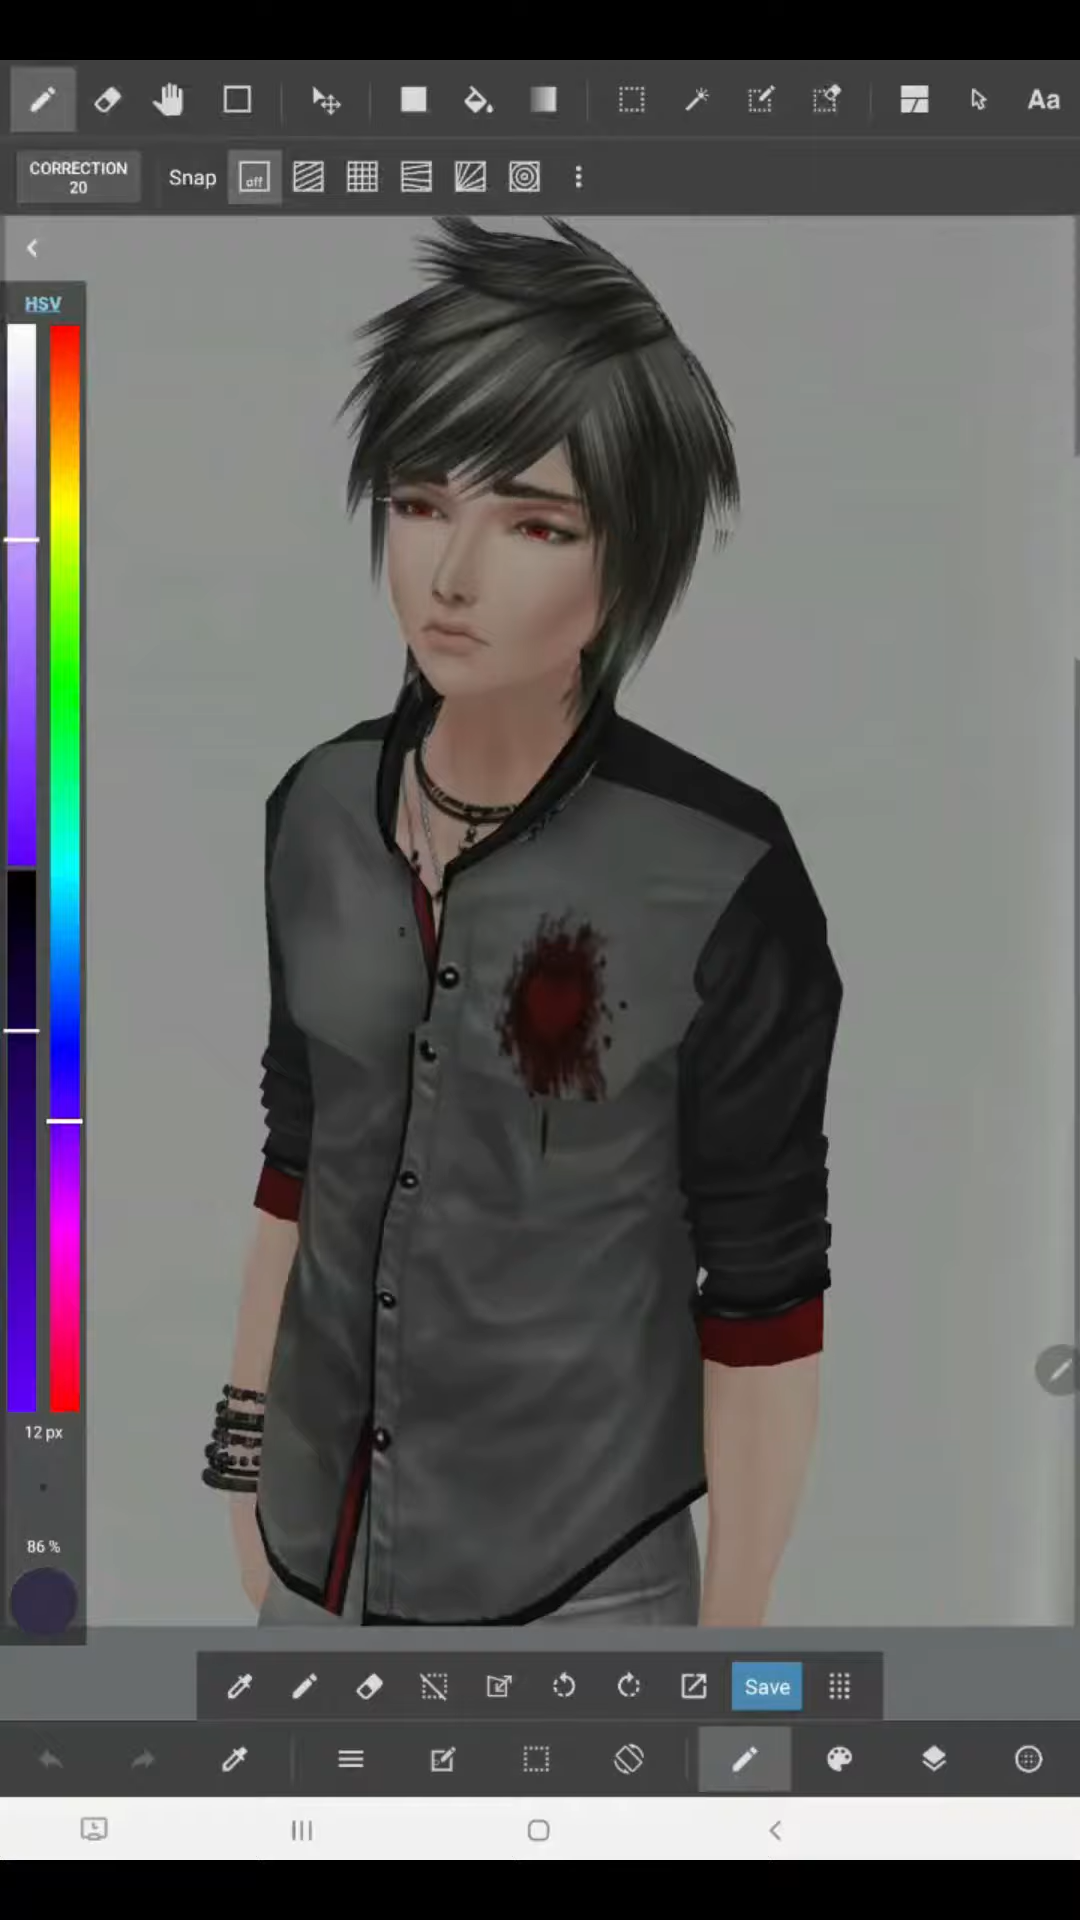 Aa
CORRECTION
20
Snap
off
HSV
12 px
86 %
Save